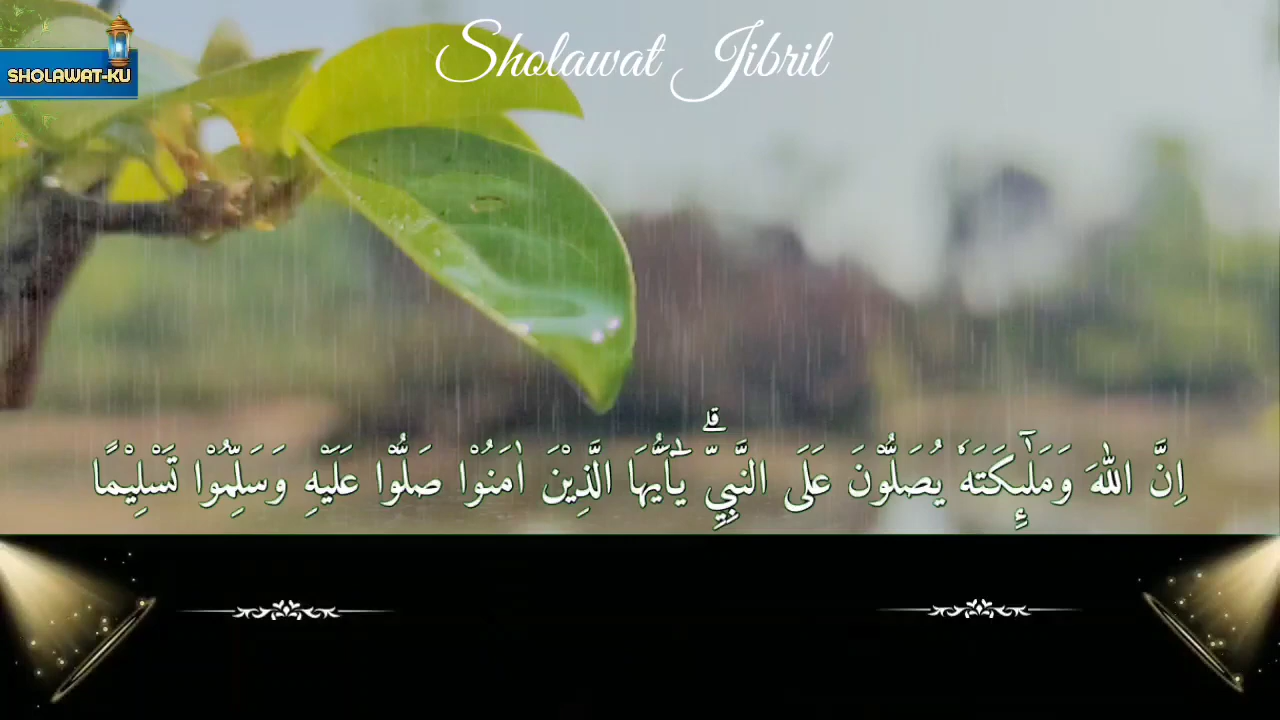 Sholawat Jibril
SHOLAWAT-KU
اِنَّ اللّٰهَ وَمَلٰۤىِٕكَتَهٗ يُصَلُّوْنَ عَلَى النَّبِيِّۗ يٰٓاَيُّهَا الَّذِيْنَ اٰمَنُوْا صَلُّوْا عَلَيْهِ وَسَلِّمُوْا تَسْلِيْمًا